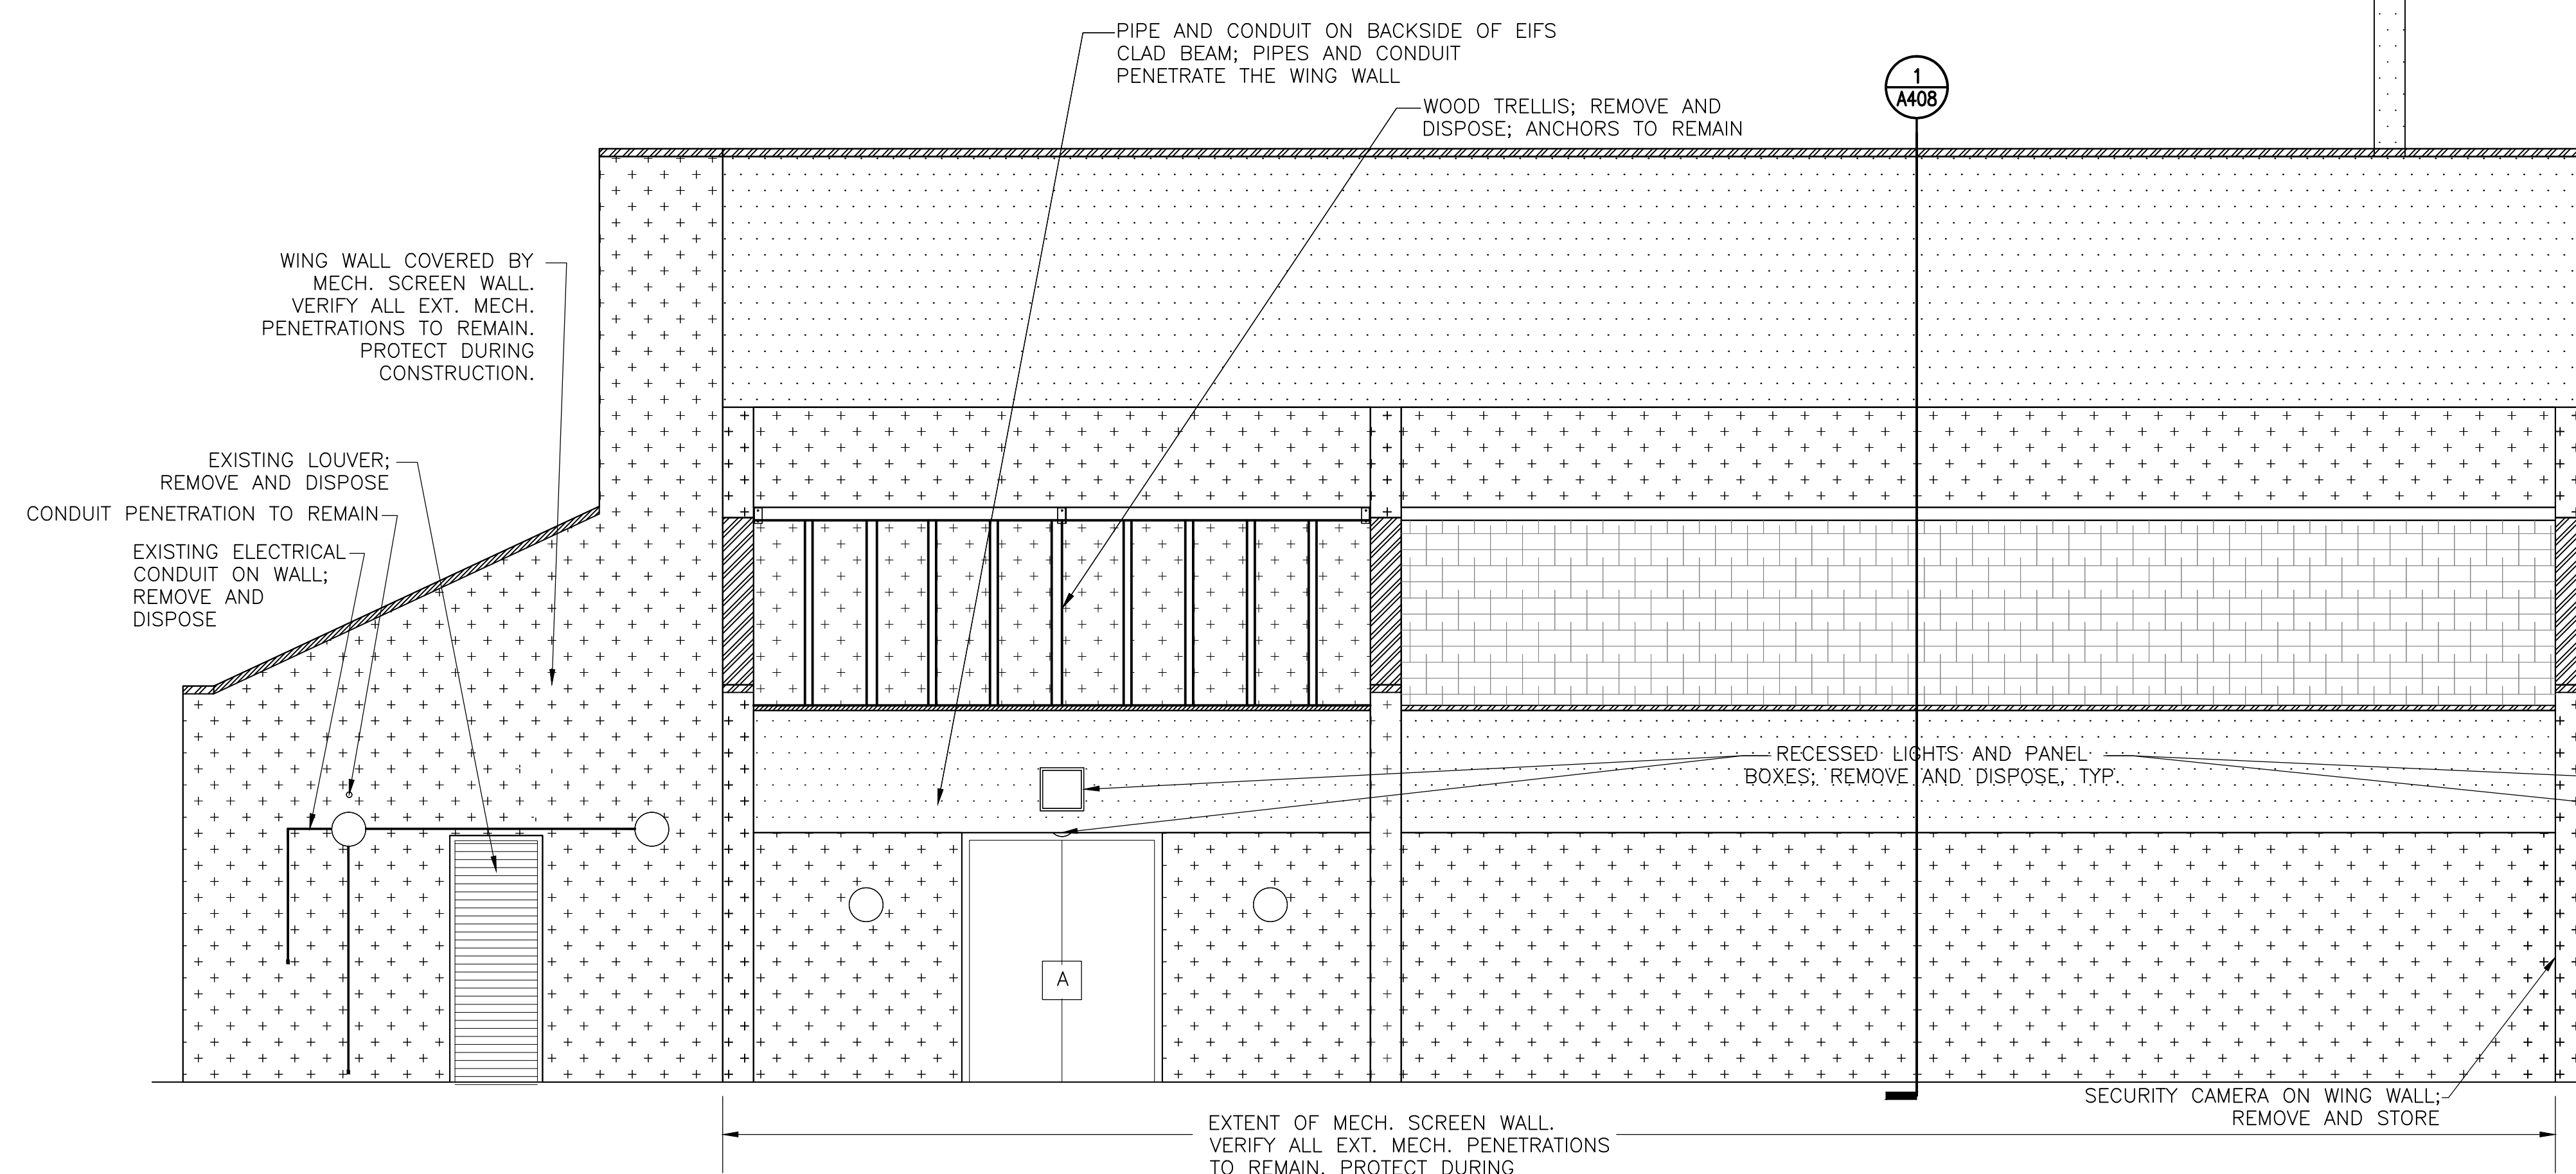 PIPE AND CONDUIT ON BACKSIDE OF EIFS
CLAD BEAM; PIPES AND CONDUIT
PENETRATE THE WING WALL
1
A408
WOOD TRELLIS; REMOVE AND
DISPOSE; ANCHORS TO REMAIN
WING WALL COVERED BY
MECH. SCREEN WALL.
VERIFY ALL EXT. MECH.
PENETRATIONS TO REMAIN.
PROTECT DURING
CONSTRUCTION.
EXISTING LOUVER;
REMOVE AND DISPOSE
CONDUIT PENETRATION TO REMAIN
EXISTING ELECTRICAL
CONDUIT ON WALL;
REMOVE AND
DISPOSE
RECESSED LIGHTS AND PANEL
BOXES; REMOVE AND DISPOSE, TYP.
A
SECURITY CAMERA ON WING WALL;
REMOVE AND STORE
EXTENT OF MECH. SCREEN WALL.
VERIFY ALL EXT. MECH. PENETRATIONS
TO REMAIN. PROTECT DURING